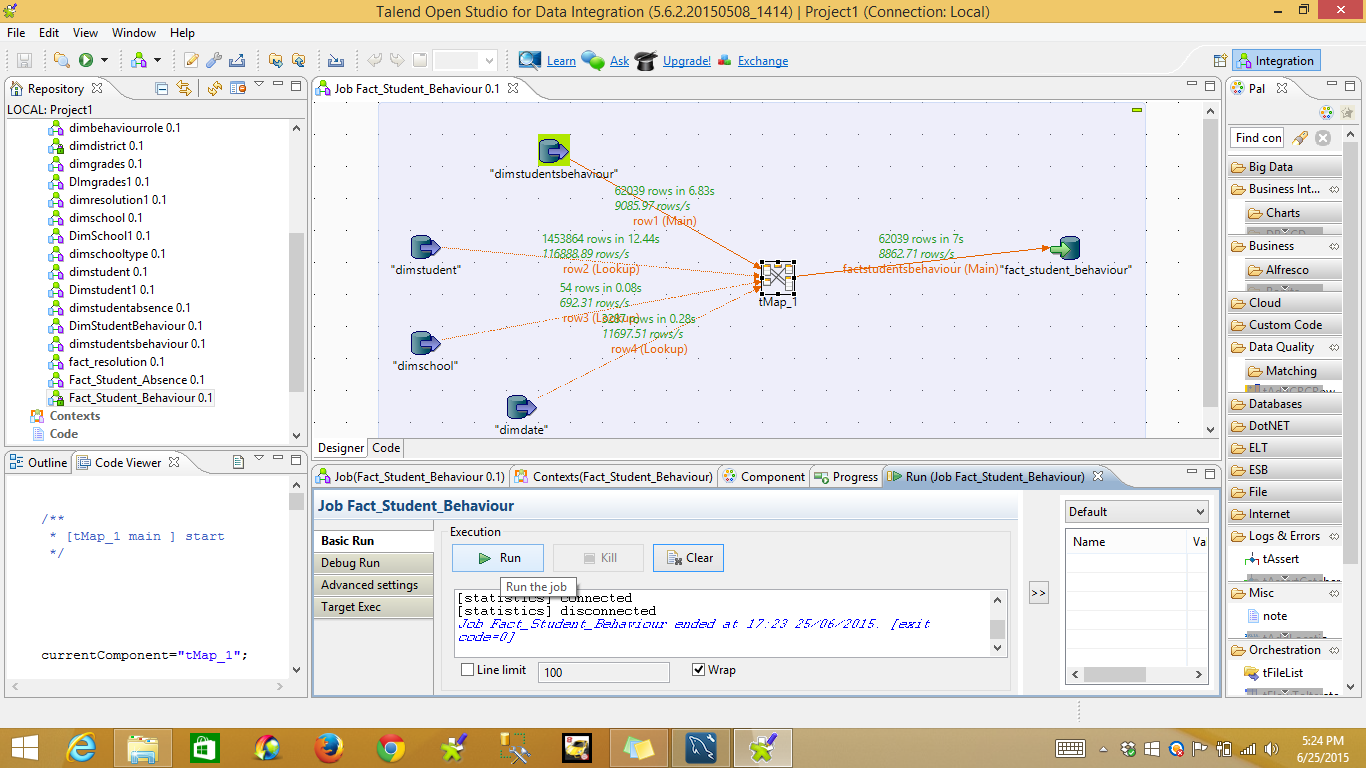 Talend Open Studio for Data Integration (5.6.2.20150508_1414) | Project1 (Connection: Local)
File Edit View Window Help
Learn Ask Upgrade! Exchange Integration
Repository
LOCAL: Project1
dimbehaviourrole 0.1
dimdistrict 0.1
dimgrades 0.1
DImgrades1 0.1
dimresolution1 0.1
dimschool 0.1
DimSchool1 0.1
dimschooltype 0.1
dimstudent 0.1
Dimstudent1 0.1
dimstudentabsence 0.1
DimStudentBehaviour 0.1
dimstudentsbehaviour 0.1
fact_resolution 0.1
Fact_Student_Absence 0.1
Fact_Student_Behaviour 0.1
Contexts
Code
Job Fact_Student_Behaviour 0.1
"dimstudentsbehaviour"
62039 rows in 6.83s
9085.97 rows/s
row1 (Main)
"dimstudent"
1453864 rows in 12.44s
116888.89 rows/s
row2 (Lookup)
"dimschool"
54 rows in 0.08s
692.31 rows/s
row3 (Lookup)
"dimdate"
3287 rows in 0.28s
11697.51 rows/s
row4 (Lookup)
tMap_1
62039 rows in 7s
8862.71 rows/s
factstudentsbehaviour (Main)
"fact_student_behaviour"
Designer Code
Pal
Find con
Big Data
Business Int...
Charts
Business
Alfresco
Cloud
Custom Code
Data Quality
Matching
Databases
DotNET
ELT
ESB
File
Internet
Logs & Errors
tAssert
Misc
note
Orchestration
tFileList
Outline Code Viewer
/**
* [tMap_1 main ] start
*/
currentComponent="tMap_1";
Job(Fact_Student_Behaviour 0.1) Contexts(Fact_Student_Behaviour) Component Progress Run (Job Fact_Student_Behaviour)
Job Fact_Student_Behaviour
Basic Run
Debug Run
Advanced settings
Target Exec
Execution
Run Kill Clear
Run the job
[statistics] connected
[statistics] disconnected
Job Fact_Student_Behaviour ended at 17:23 25/06/2015. [exit
code=0]
Line limit 100 Wrap
>>
Default
Name Va
5:24 PM
6/25/2015